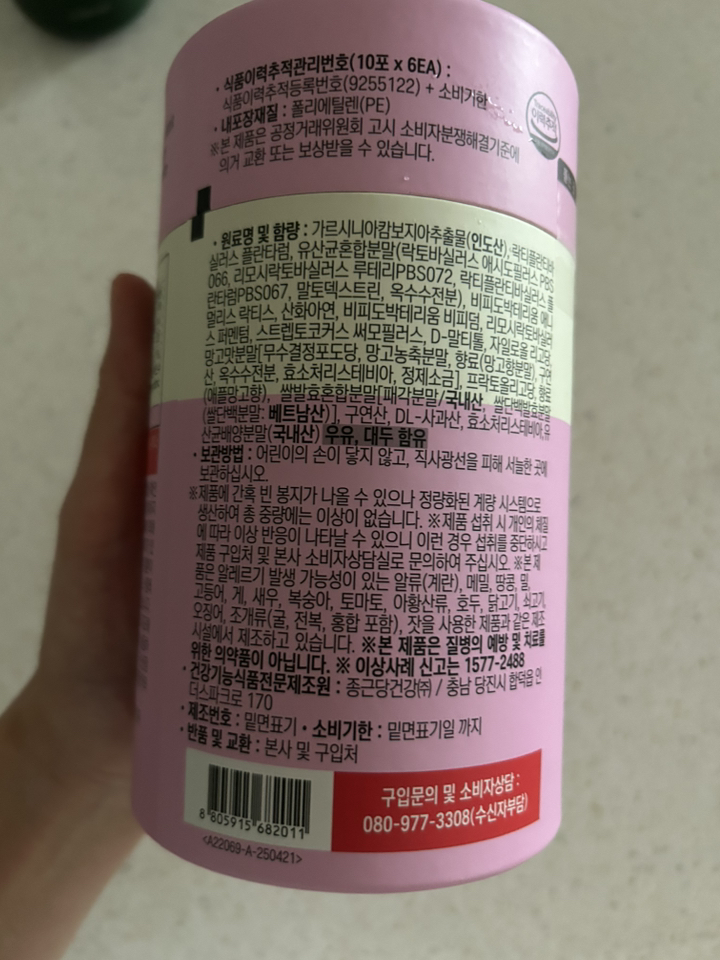 · 식품이력추적관리번호(10포 x 6EA) :
식품이력추적등록번호(9255122) + 소비기한
· 내포장재질 : 폴리에틸렌(PE)
※본 제품은 공정거래위원회 고시 소비자분쟁해결기준에
의거 교환 또는 보상받을 수 있습니다.
이력추적
· 원료명 및 함량 : 가르시니아캄보지아추출물(인도산), 락티플란티바
실러스 플란타럼, 유산균혼합분말(락토바실러스 애시도필러스 PBS
066, 리모시락토바실러스 루테리PBS072, 락티플란티바실러스 플
란타럼PBS067, 말토덱스트린, 옥수수전분), 비피도박테리움 애니
멀리스 락티스, 산화아연, 비피도박테리움 비피덤, 리모시락토바실러
스 퍼멘텀, 스트렙토코커스 써모필러스, D-말티톨, 자일로올리고당,
망고맛분말[무수결정포도당, 망고농축분말, 향료(망고향분말), 구연
산, 옥수수전분, 효소처리스테비아, 정제소금], 프락토올리고당, 향료
(애플망고향), 쌀발효혼합분말[패각분말/국내산, 쌀단백발효분말
(쌀단백분말: 베트남산)], 구연산, DL-사과산, 효소처리스테비아, 유
산균배양분말(국내산) 우유, 대두 함유
· 보관방법 : 어린이의 손이 닿지 않고, 직사광선을 피해 서늘한 곳에
보관하십시오.
※제품에 간혹 빈 봉지가 나올 수 있으나 정량화된 계량 시스템으로
생산하여 총 중량에는 이상이 없습니다. ※제품 섭취 시 개인의 체질
에 따라 이상 반응이 나타날 수 있으니 이런 경우 섭취를 중단하시고
제품 구입처 및 본사 소비자상담실로 문의하여 주십시오. ※본 제
품은 알레르기 발생 가능성이 있는 알류(계란), 메밀, 땅콩, 밀,
고등어, 게, 새우, 복숭아, 토마토, 아황산류, 호두, 닭고기, 쇠고기,
오징어, 조개류(굴, 전복, 홍합 포함), 잣을 사용한 제품과 같은 제조
시설에서 제조하고 있습니다. ※본 제품은 질병의 예방 및 치료를
위한 의약품이 아닙니다. ※ 이상사례 신고는 1577-2488
· 건강기능식품전문제조원 : 종근당건강㈜ / 충남 당진시 합덕읍 인
더스파크로 170
· 제조번호 : 밑면표기 · 소비기한 : 밑면표기일 까지
· 반품 및 교환 : 본사 및 구입처
구입문의 및 소비자상담 :
080-977-3308(수신자부담)
8 805915 682011
<A22069-A-250421>